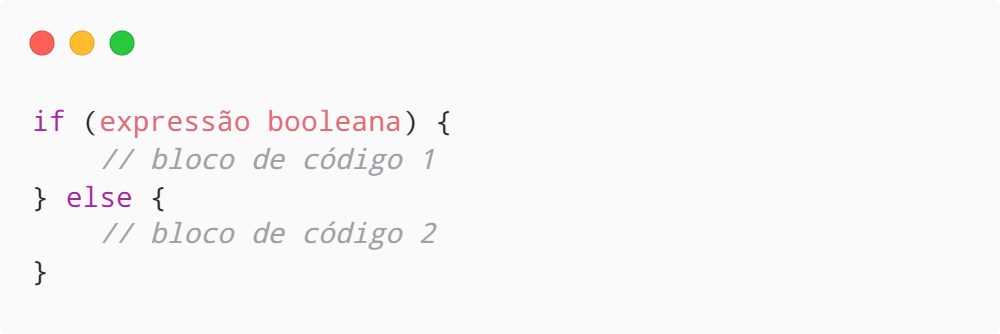 if (expressão booleana) {
    // bloco de código 1
} else {
    // bloco de código 2
}